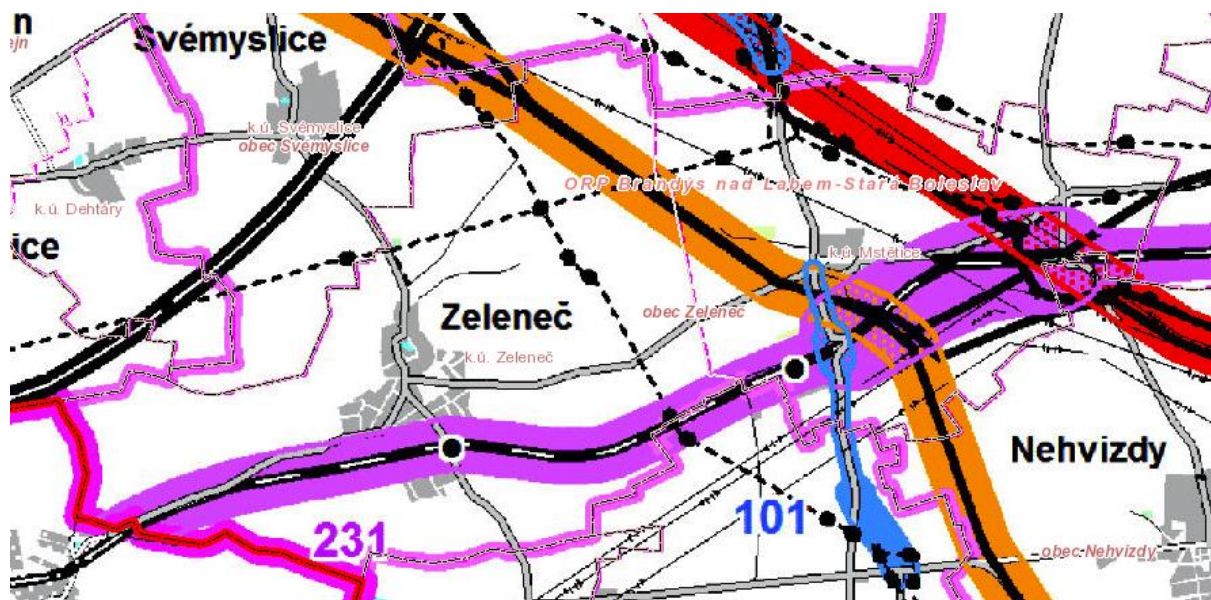 n
ejn
Svémyslice
k.ú. Svémyslice
obec Svémyslice
k.ú. Dehtáry
ORP Brandýs nad Labem-Stará Boleslav
ice
k.ú. Mstětice
Zeleneč
obec Zeleneč
k.ú. Zeleneč
Nehvizdy
231
101
obec Nehvizdy